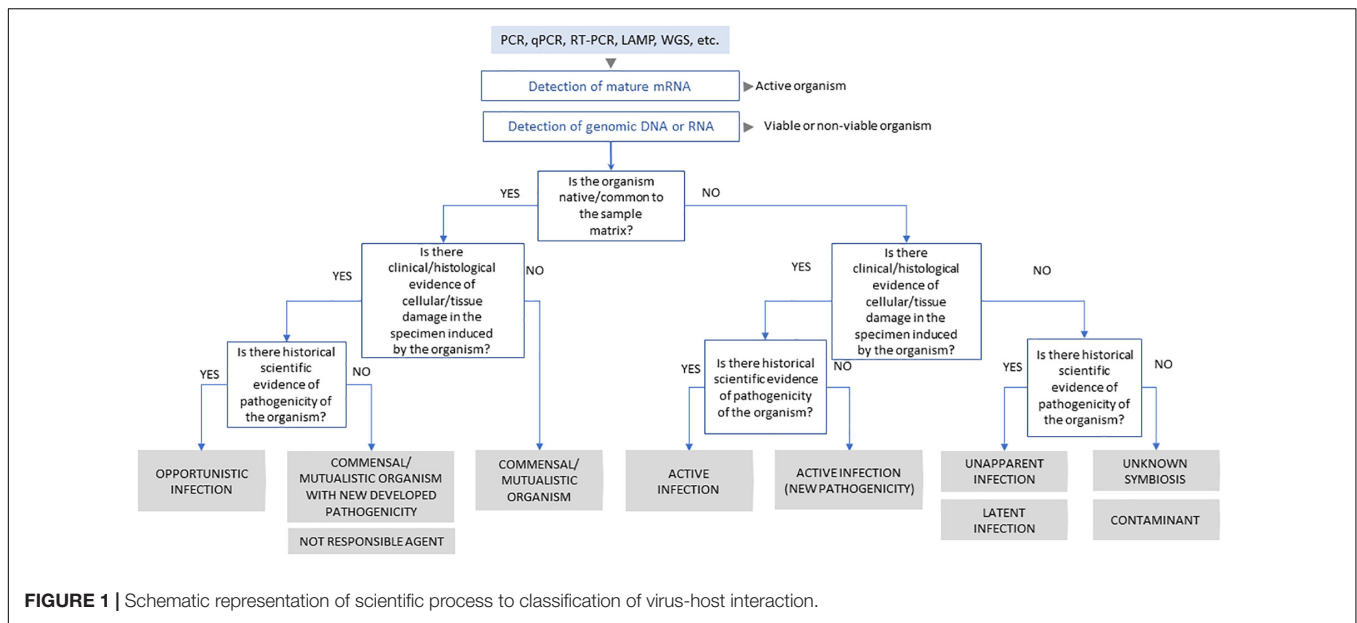 PCR, qPCR, RT-PCR, LAMP, WGS, etc.
Detection of mature mRNA
Active organism
Detection of genomic DNA or RNA
Viable or non-viable organism
Is the organism
native/common to
the sample
matrix?
YES
NO
Is there
clinical/histological
evidence of
cellular/tissue
damage in the
specimen induced
by the organism?
YES
NO
Is there
clinical/histological
evidence of
cellular/tissue
damage in the
specimen induced
by the organism?
YES
NO
Is there historical
scientific
evidence of
pathogenicity of
the organism?
YES
NO
Is there historical
scientific evidence
of pathogenicity
of the organism?
YES
NO
Is there historical
scientific
evidence of
pathogenicity of
the organism?
YES
NO
OPPORTUNISTIC
INFECTION
COMMENSAL/
MUTUALISTIC ORGANISM
WITH NEW DEVELOPED
PATHOGENICITY
NOT RESPONSIBLE AGENT
COMMENSAL/
MUTUALISTIC
ORGANISM
ACTIVE
INFECTION
ACTIVE INFECTION
(NEW PATHOGENICITY)
UNAPPARENT
INFECTION
LATENT
INFECTION
UNKNOWN
SYMBIOSIS
CONTAMINANT
FIGURE 1 | Schematic representation of scientific process to classification of virus-host interaction.